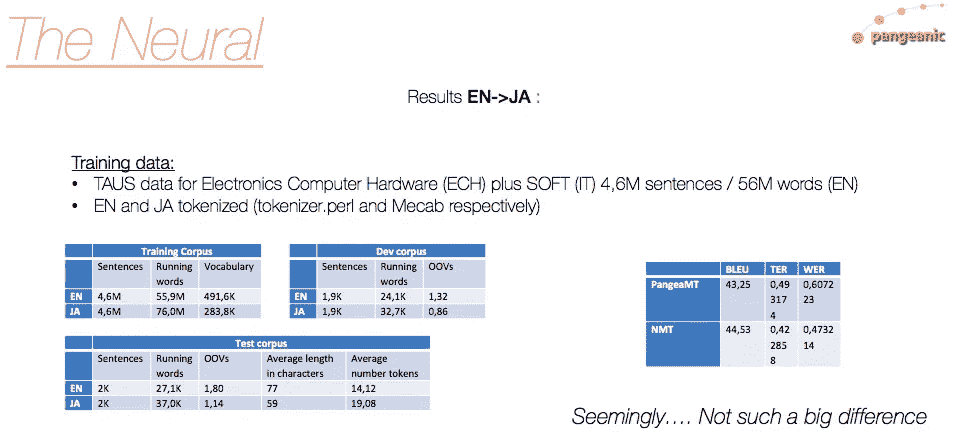 The Neural
pangeanic
Results EN->JA :
Training data:
• TAUS data for Electronics Computer Hardware (ECH) plus SOFT (IT) 4,6M sentences / 56M words (EN)
• EN and JA tokenized (tokenizer.perl and Mecab respectively)
Training Corpus
Sentences Running words Vocabulary
EN 4,6M 55,9M 491,6K
JA 4,6M 76,0M 283,8K
Dev corpus
Sentences Running words OOVs
EN 1,9K 24,1K 1,32
JA 1,9K 32,7K 0,86
Test corpus
Sentences Running words OOVs Average length in characters Average number tokens
EN 2K 27,1K 1,80 77 14,12
JA 2K 37,0K 1,14 59 19,08
BLEU TER WER
PangeaMT 43,25 0,493174 0,607223
NMT 44,53 0,422858 0,473214
Seemingly…. Not such a big difference